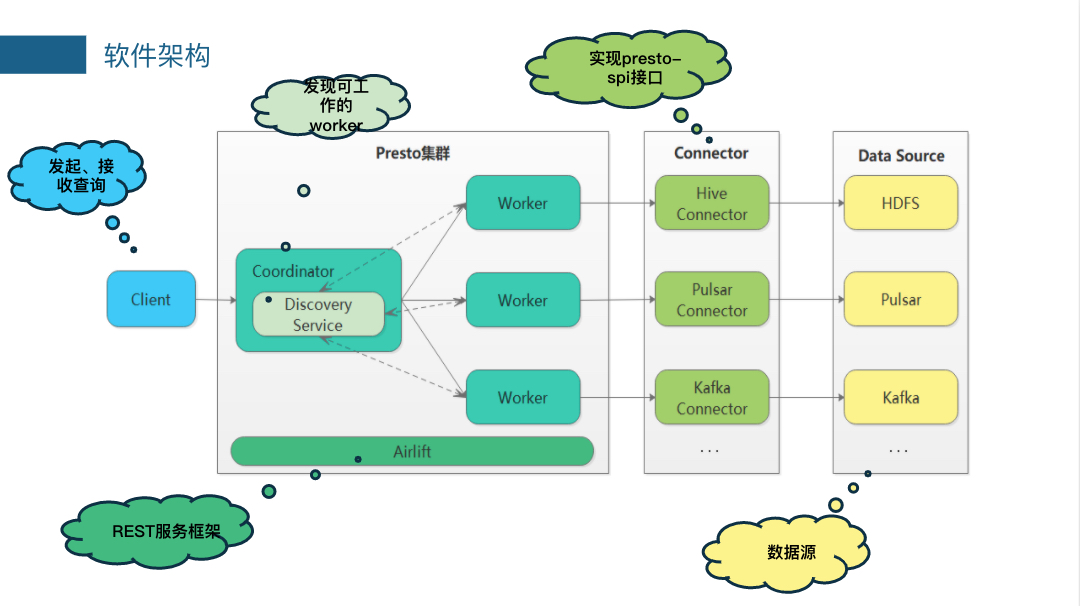 软件架构
实现presto-
spi接口
发现可工
作的
worker
发起、接
收查询
Presto集群
Connector
Data Source
Worker
Hive
Connector
HDFS
Coordinator
Client
Discovery
Service
Worker
Pulsar
Connector
Pulsar
Worker
Kafka
Connector
Kafka
Airlift
...
...
REST服务框架
数据源